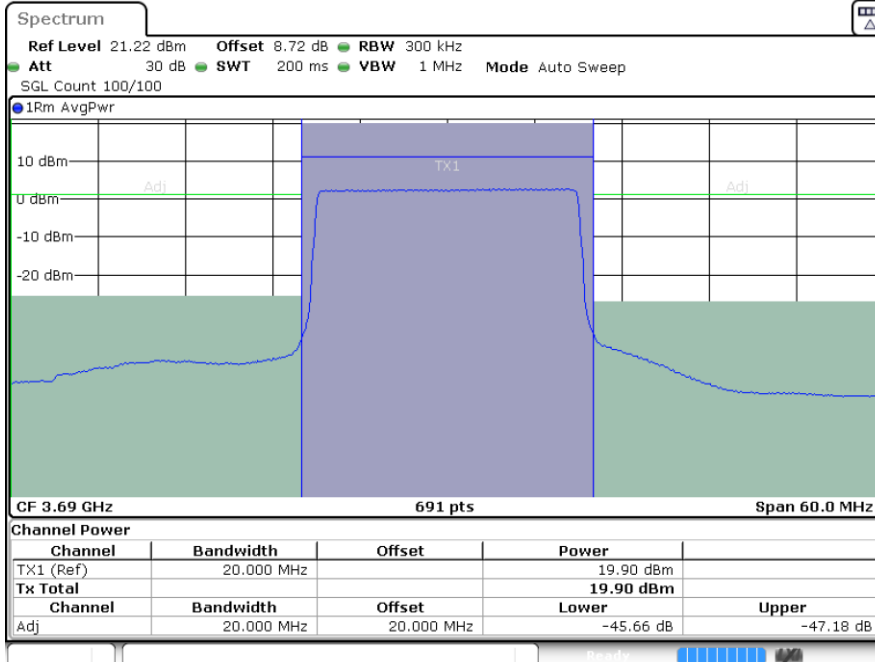 Spectrum
Ref Level 21.22 dBm Offset 8.72 dB RBW 300 kHz
Att 30 dB SWT 200 ms VBW 1 MHz Mode Auto Sweep
SGL Count 100/100
1Rm AvgPwr
10 dBm
TX1
Adj Adj
0 dBm
-10 dBm
-20 dBm
CF 3.69 GHz 691 pts Span 60.0 MHz
Channel Power
Channel Bandwidth Offset Power
TX1 (Ref) 20.000 MHz 19.90 dBm
Tx Total 19.90 dBm
Channel Bandwidth Offset Lower Upper
Adj 20.000 MHz 20.000 MHz -45.66 dB -47.18 dB
Ready